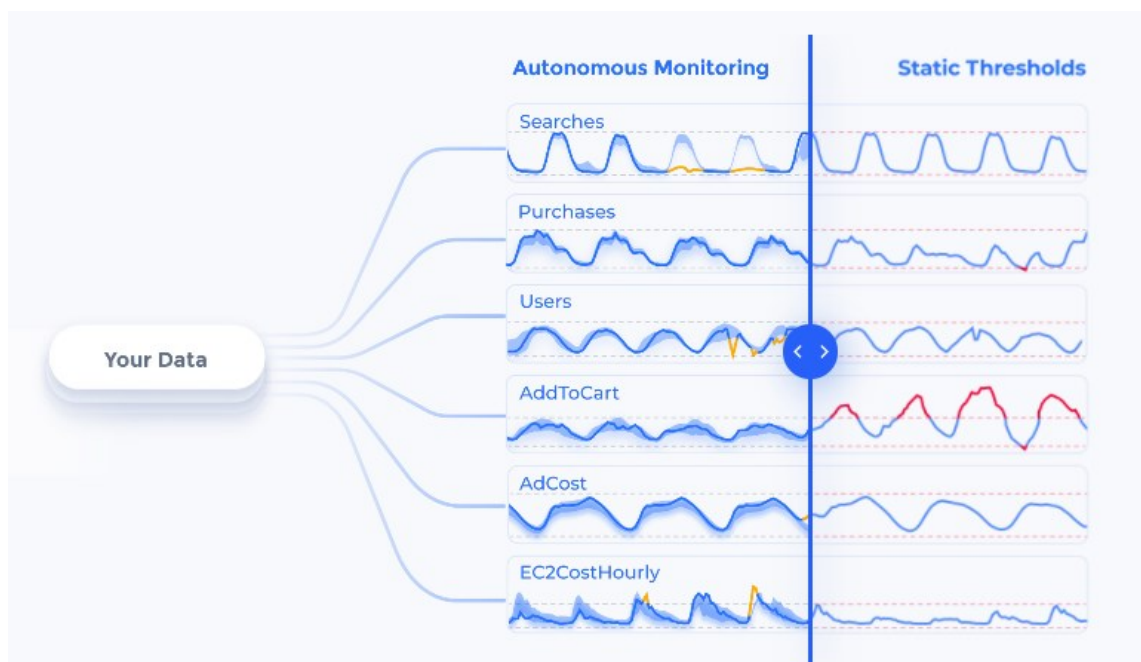 Autonomous Monitoring
Static Thresholds
Searches
Purchases
Users
Your Data
AddToCart
AdCost
EC2CostHourly